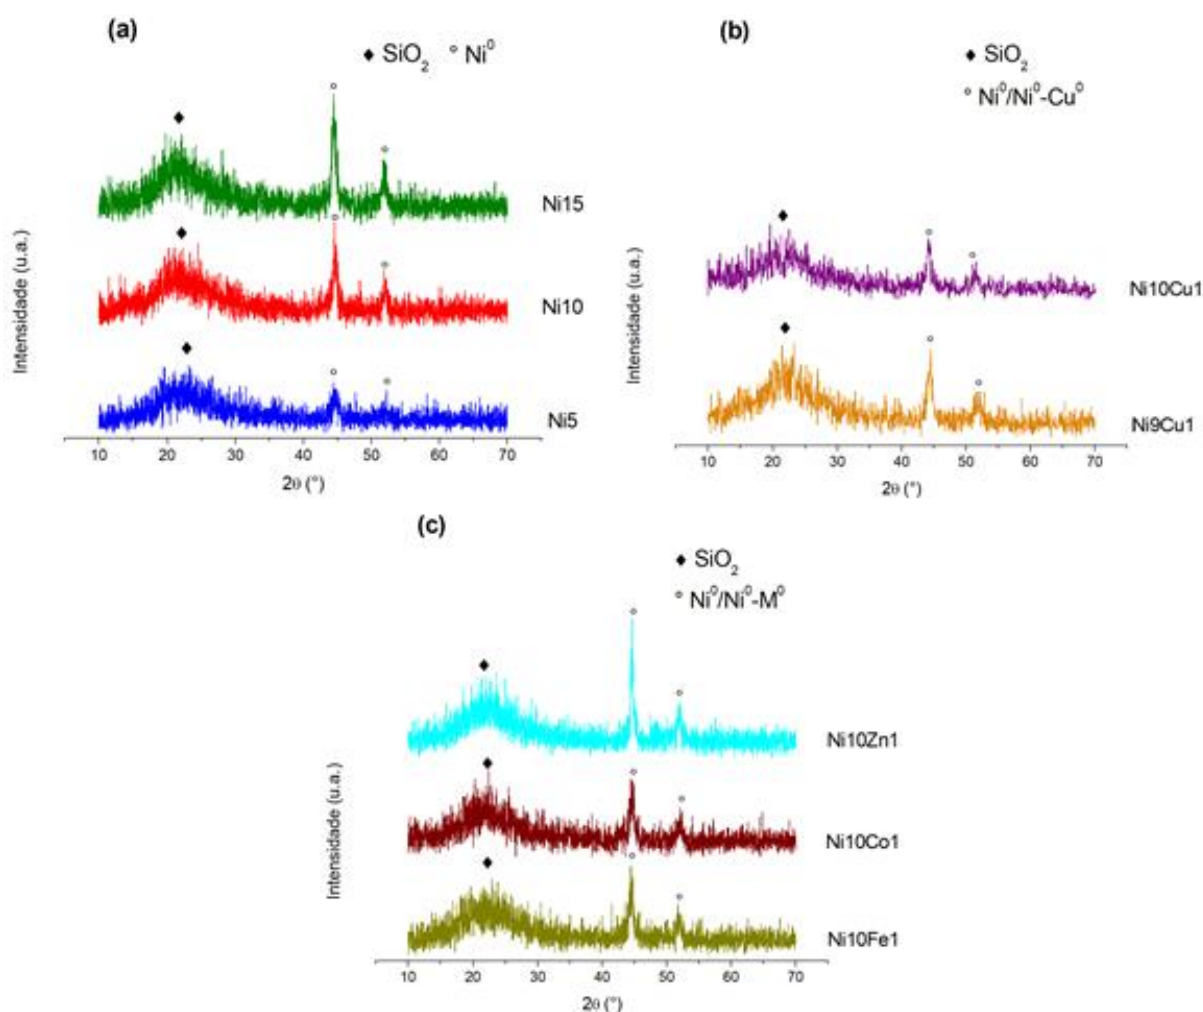 (a)
◆ SiO₂ ° Ni⁰
Intensidade (u.a.)
Ni15
Ni10
Ni5
10 20 30 40 50 60 70
2θ (°)
(b)
◆ SiO₂
° Ni⁰/Ni⁰-Cu⁰
Intensidade (u.a.)
Ni10Cu1
Ni9Cu1
10 20 30 40 50 60 70
2θ (°)
(c)
◆ SiO₂
° Ni⁰/Ni⁰-M⁰
Intensidade (u.a.)
Ni10Zn1
Ni10Co1
Ni10Fe1
10 20 30 40 50 60 70
2θ (°)